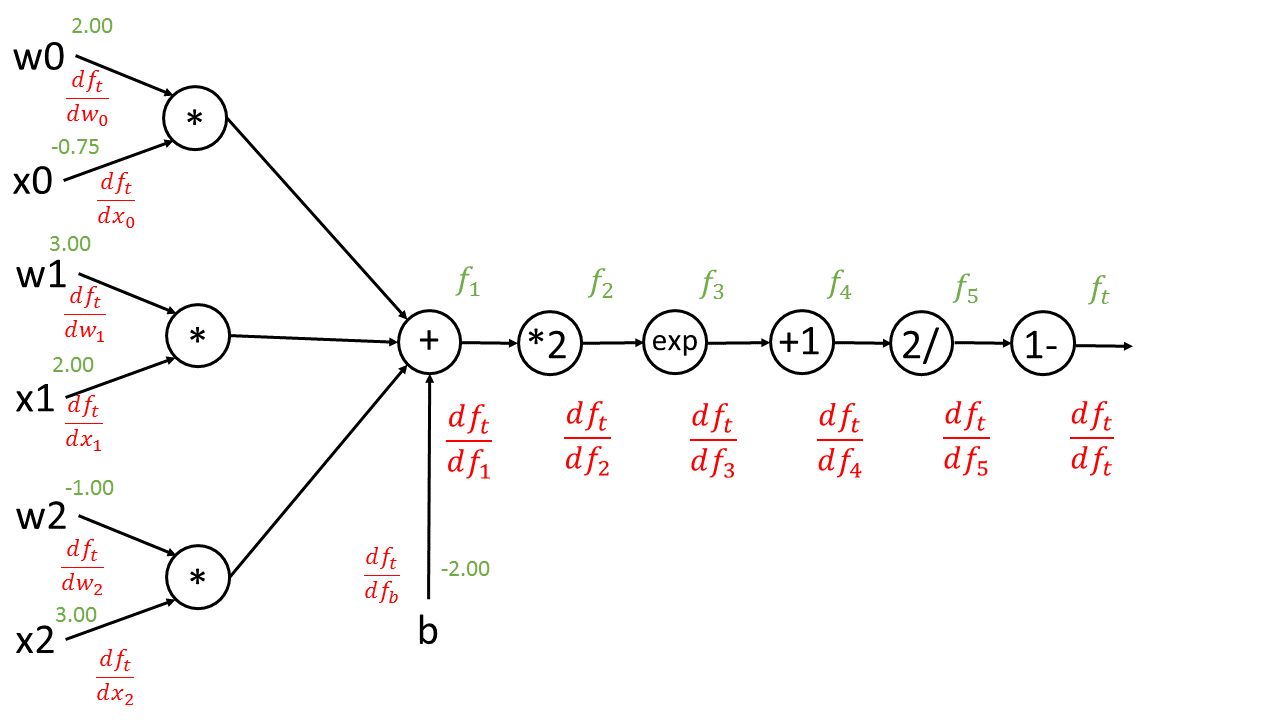 2.00
w0
\frac{df_t}{dw_0}
*
-0.75
x0
\frac{df_t}{dx_0}
3.00
w1
\frac{df_t}{dw_1}
*
2.00
x1
\frac{df_t}{dx_1}
-1.00
w2
\frac{df_t}{dw_2}
*
3.00
x2
\frac{df_t}{dx_2}
f_1 f_2 f_3 f_4 f_5 f_t
+ *2 exp +1 2/ 1-
\frac{df_t}{df_1} \frac{df_t}{df_2} \frac{df_t}{df_3} \frac{df_t}{df_4} \frac{df_t}{df_5} \frac{df_t}{df_t}
\frac{df_t}{df_b} -2.00
b